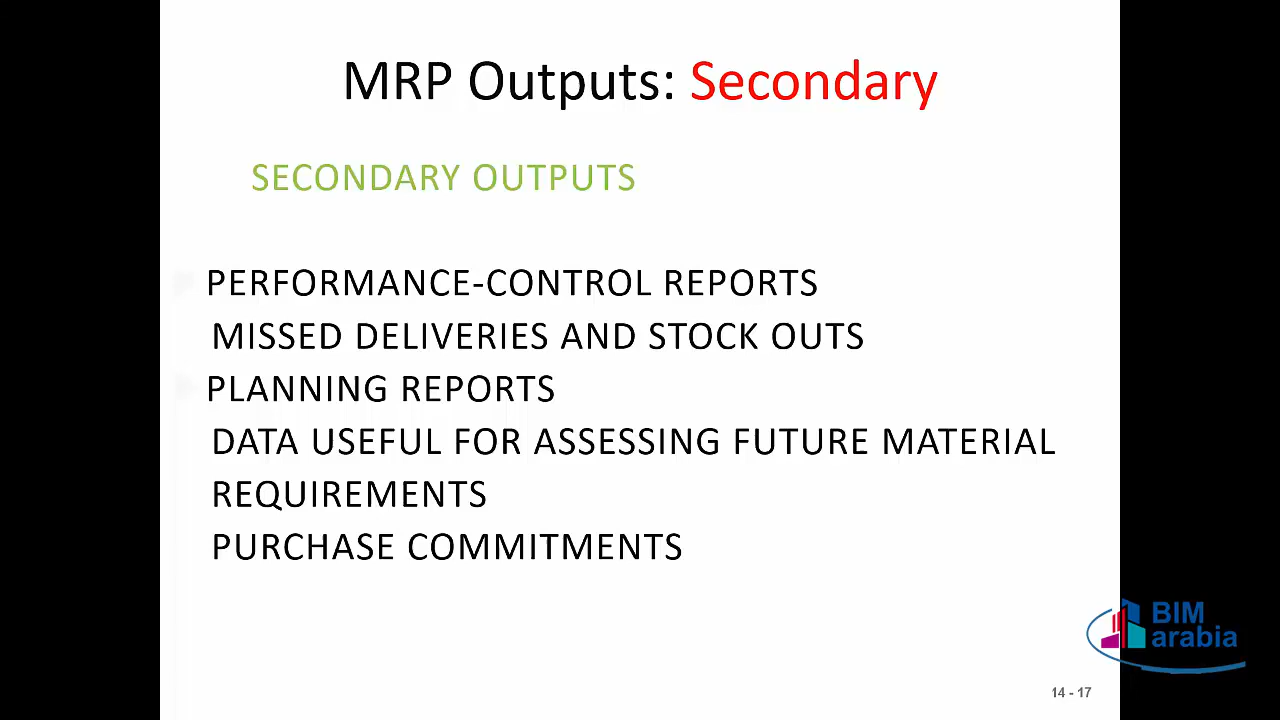 MRP Outputs: Secondary
SECONDARY OUTPUTS
PERFORMANCE-CONTROL REPORTS
MISSED DELIVERIES AND STOCK OUTS
PLANNING REPORTS
DATA USEFUL FOR ASSESSING FUTURE MATERIAL
REQUIREMENTS
PURCHASE COMMITMENTS
BIM
arabia
14 - 17